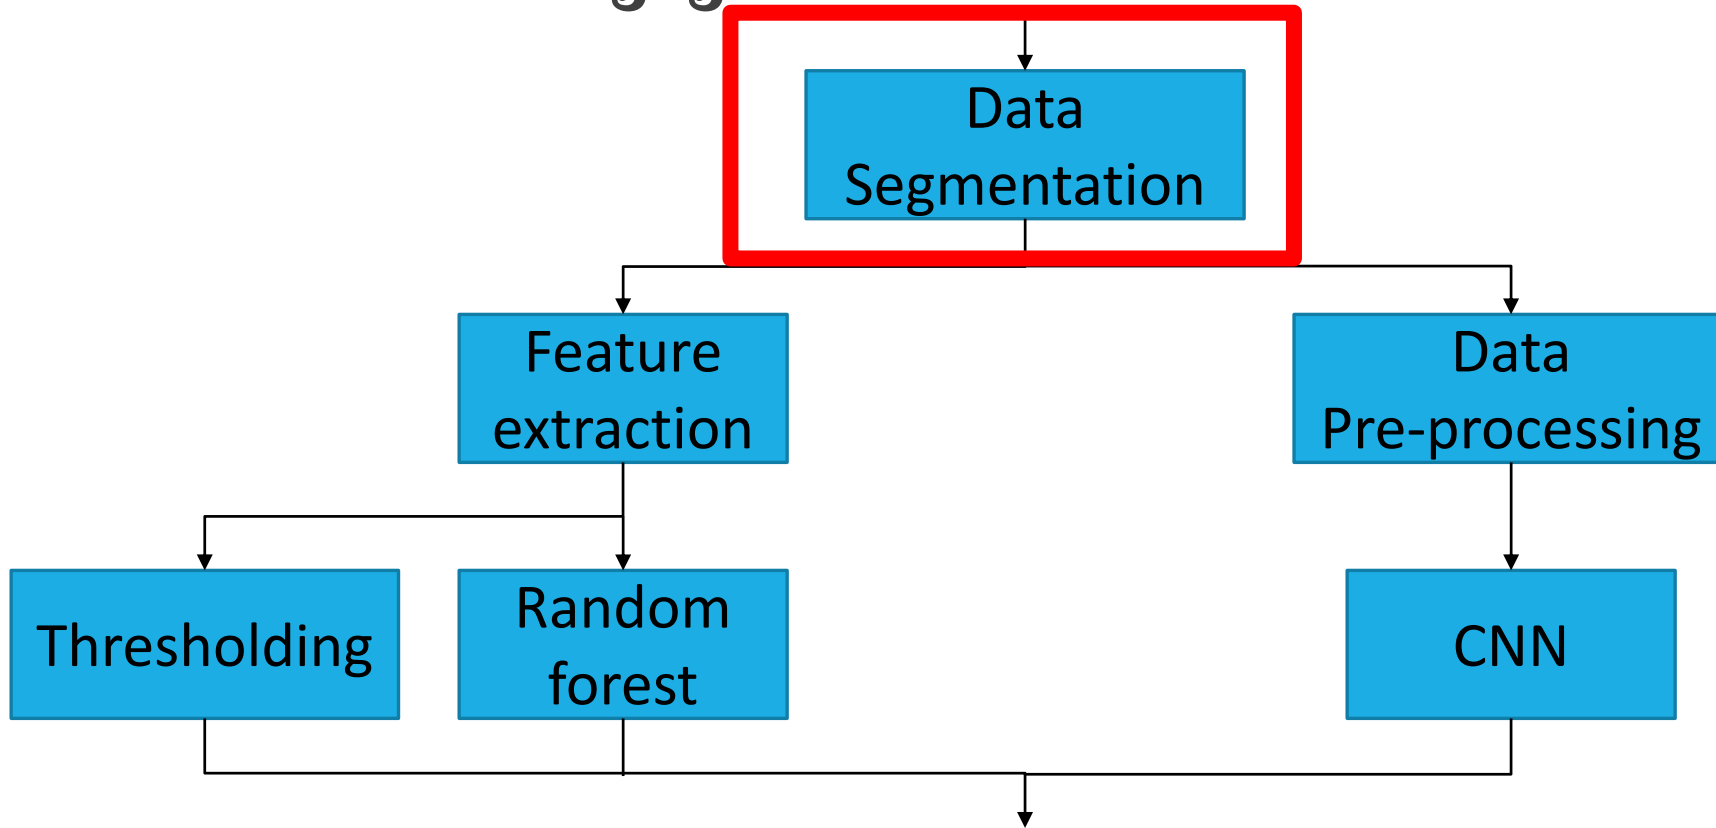 Data
Segmentation
Feature
extraction
Data
Pre-processing
Thresholding
Random
forest
CNN